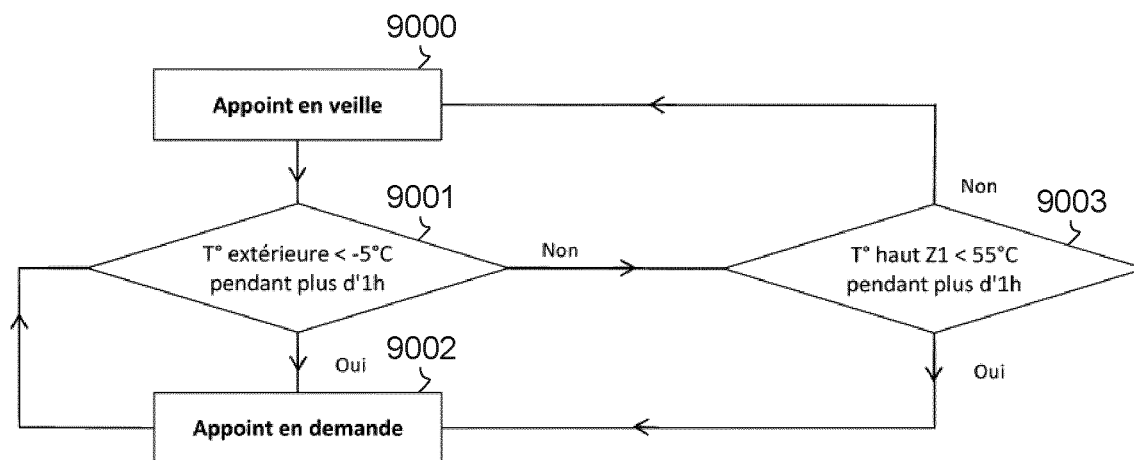 9000
Appoint en veille
9001
T° extérieure < -5°C
pendant plus d'1h
Non
Non
9003
T° haut Z1 < 55°C
pendant plus d'1h
Oui
9002
Oui
Appoint en demande